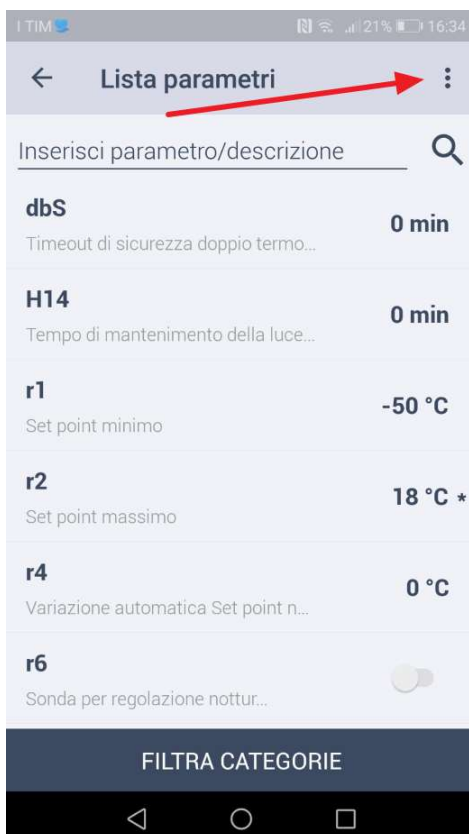 I TIM
21% 16:34
Lista parametri
Inserisci parametro/descrizione
dbS
0 min
Timeout di sicurezza doppio termo...
H14
0 min
Tempo di mantenimento della luce...
r1
-50 °C
Set point minimo
r2
18 °C *
Set point massimo
r4
0 °C
Variazione automatica Set point n...
r6
Sonda per regolazione nottur...
FILTRA CATEGORIE